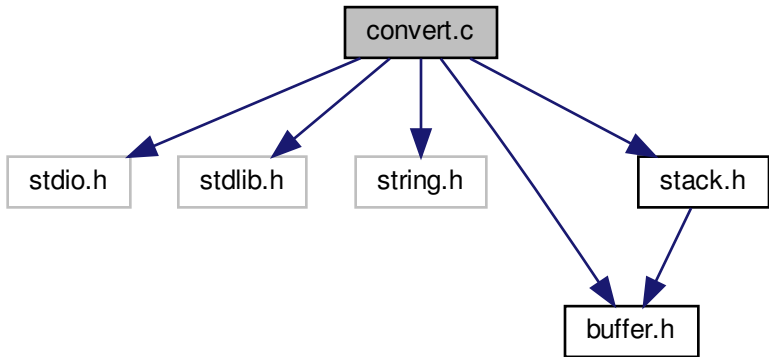 convert.c
stdio.h
stdlib.h
string.h
stack.h
buffer.h